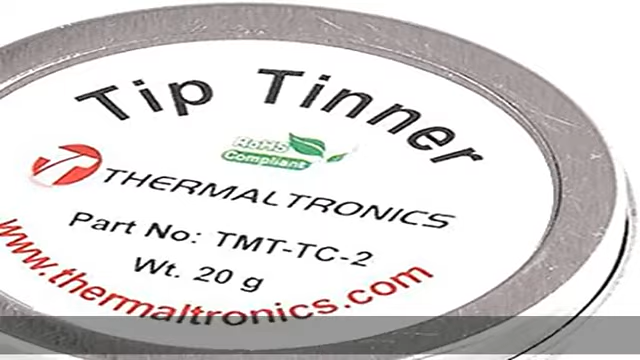 Tip Tinner
RoHS
Compliant
THERMALTRONICS
Part No: TMT-TC-2
Wt. 20 g
www.thermaltronics.com